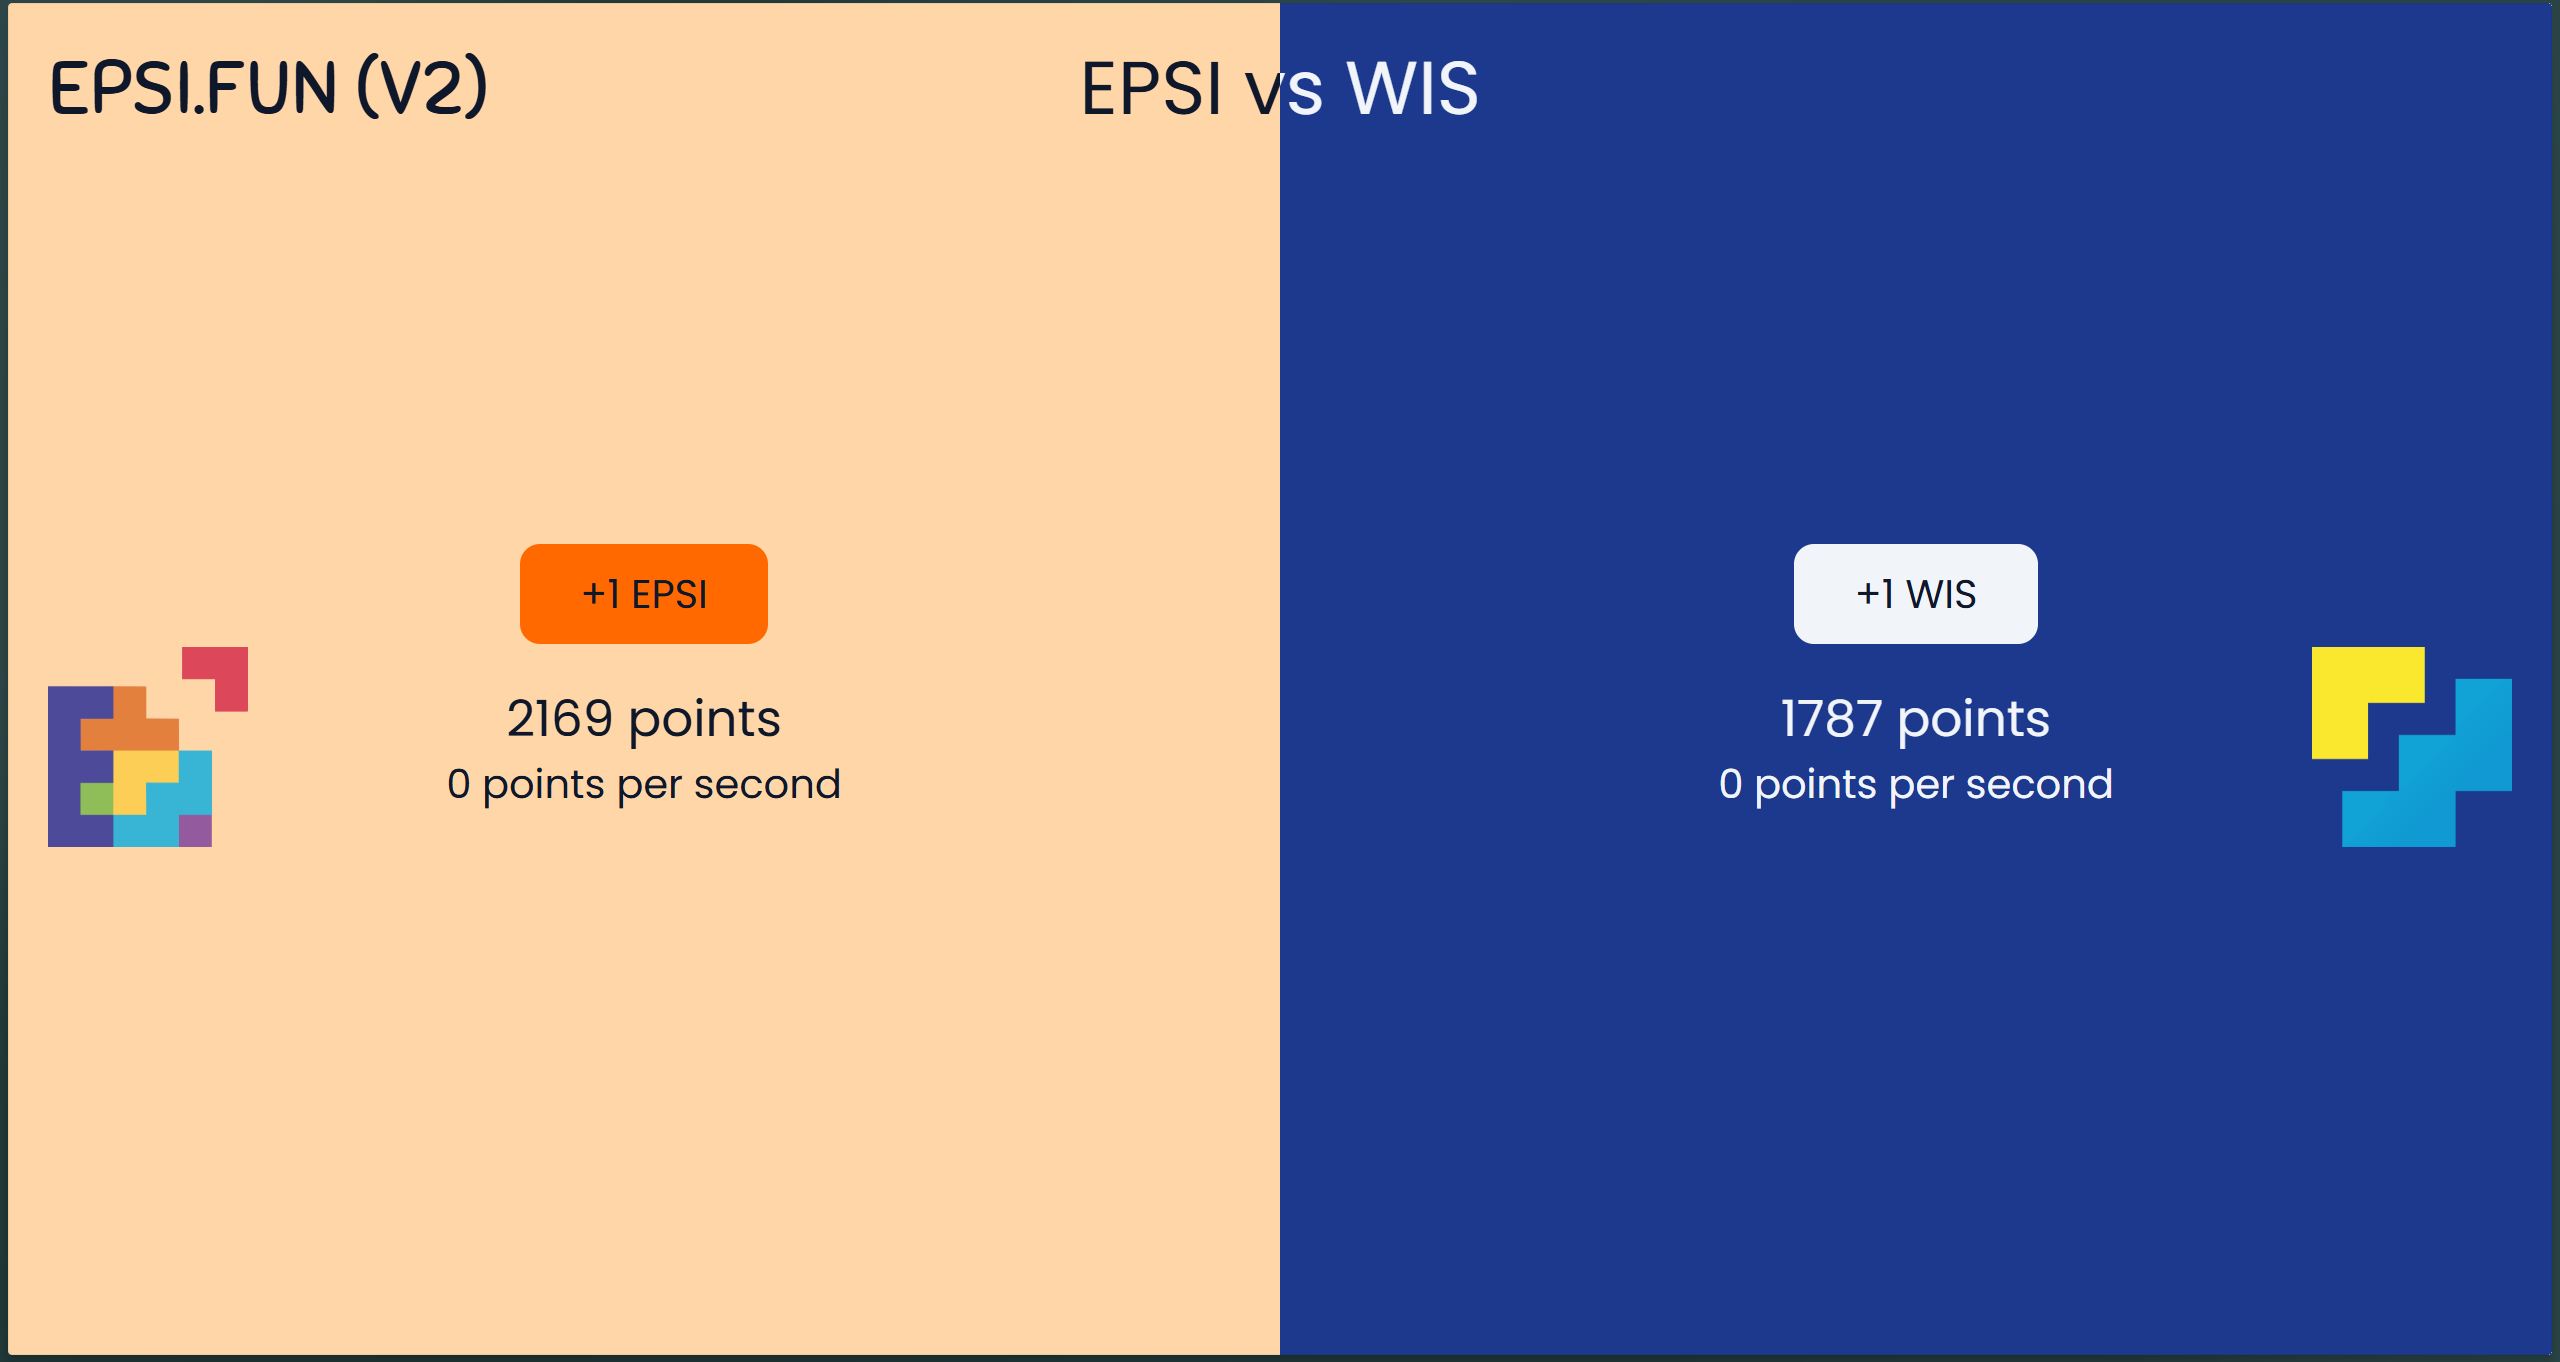 EPSI.FUN (V2)
EPSI vs WIS
+1 EPSI
2169 points
0 points per second
+1 WIS
1787 points
0 points per second